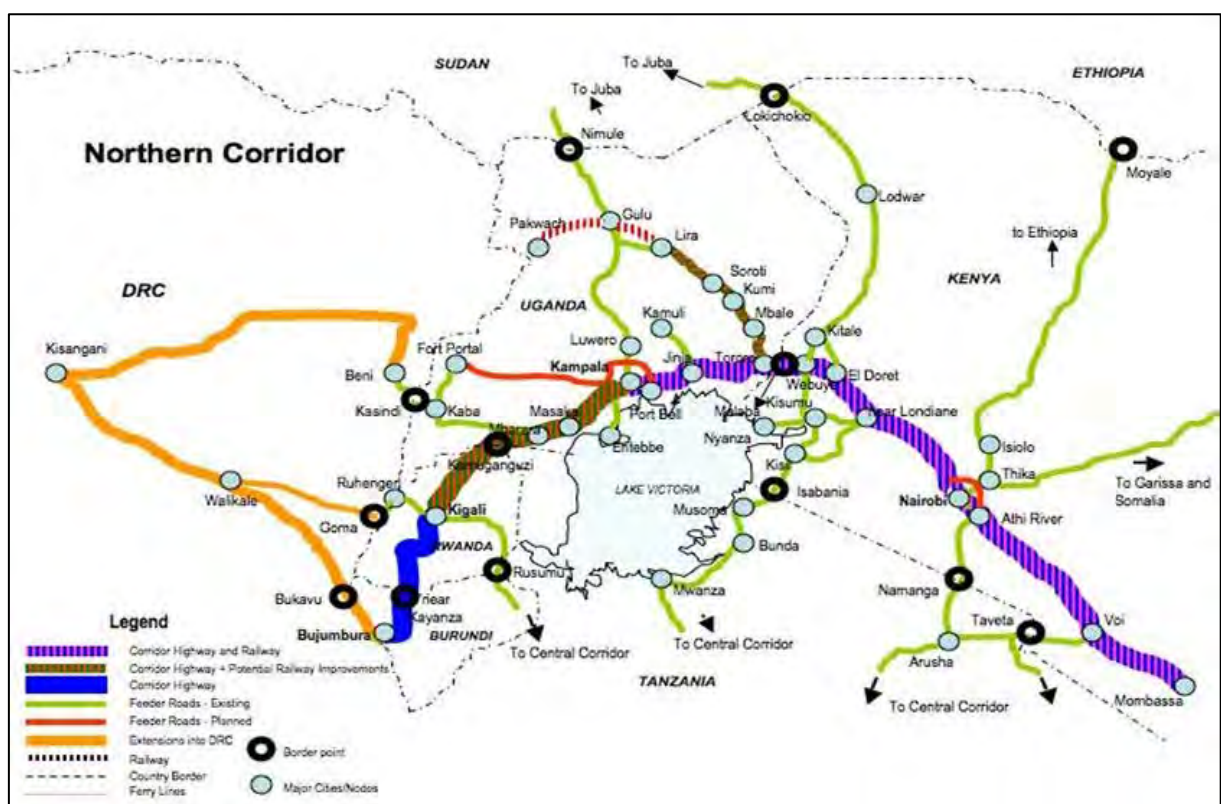 SUDAN
To Juba
ETHIOPIA
To Juba
Lokichokio
Northern Corridor
Nimule
Moyale
Lodwar
Pakwach
Gulu
to Ethiopia
Lira
DRC
Soroti
KENYA
UGANDA
Kumi
Kamuli
Mbale
Kitale
Kisangani
Fort Portal
Luwero
Beni
Kampala
Jinja
Tororo
Webuye
El Doret
Kasindi
Kaba
Masaka
Port Bell
Malaba
Kisumu
Near Londiane
Mbarara
Entebbe
Nyanza
Kamuganguzi
Kisii
Isiolo
Ruhengeri
Thika
Walikale
LAKE VICTORIA
Isabania
To Garissa and
Somalia
Goma
Kigali
Musoma
Nairobi
Athi River
RWANDA
Bunda
Rusumu
Mwanza
Namanga
Bukavu
Near
Kayanza
Taveta
Voi
Legend
Bujumbura
BURUNDI
To Central Corridor
To Central Corridor
Arusha
TANZANIA
Mombassa
To Central Corridor
Corridor Highway and Railway
Corridor Highway + Potential Railway Improvements
Corridor Highway
Feeder Roads - Existing
Feeder Roads - Planned
Extensions into DRC
Railway
Country Border
Ferry Lines
Border point
Major Cities/Nodes